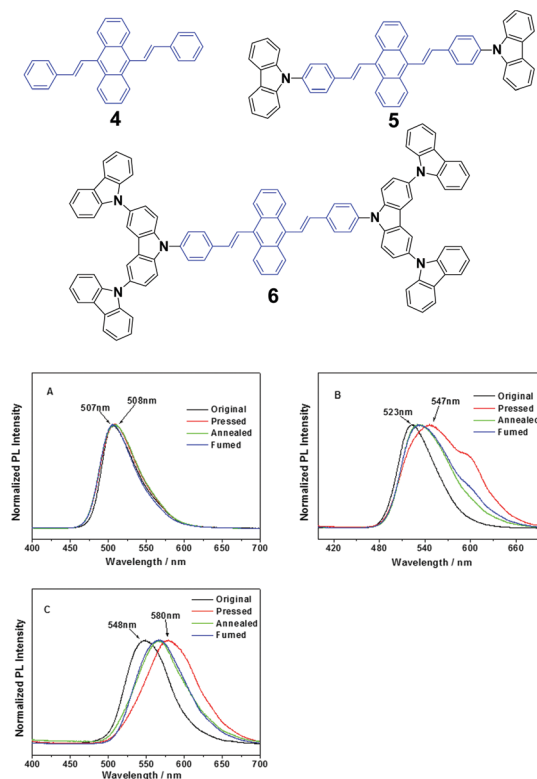 N
N
4
5
N
N
N
N
N
N
6
A
507nm
508nm
Original
Pressed
Annealed
Fumed
Normalized PL Intensity
400
450
500
550
600
650
700
Wavelength / nm
B
523nm
547nm
Original
Pressed
Annealed
Fumed
Normalized PL Intensity
420
480
540
600
660
Wavelength / nm
C
548nm
580nm
Original
Pressed
Annealed
Fumed
Normalized PL Intensity
400
450
500
550
600
650
700
Wavelength / nm